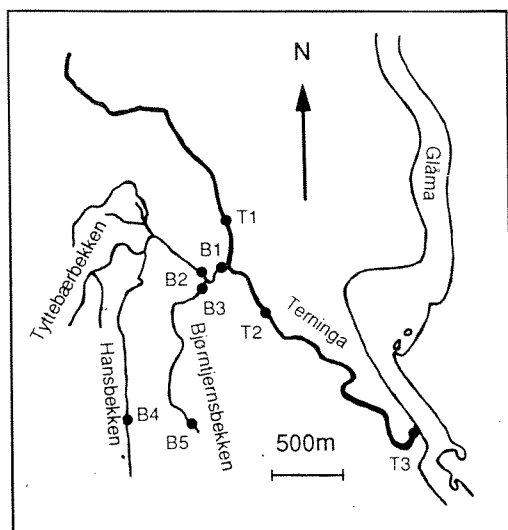 N
Glåma
T1
Tyttebærbekken
B1
B2
B3
Terninga
T2
Hansbekken
Bjørntjernsbekken
B4
B5
500m
T3